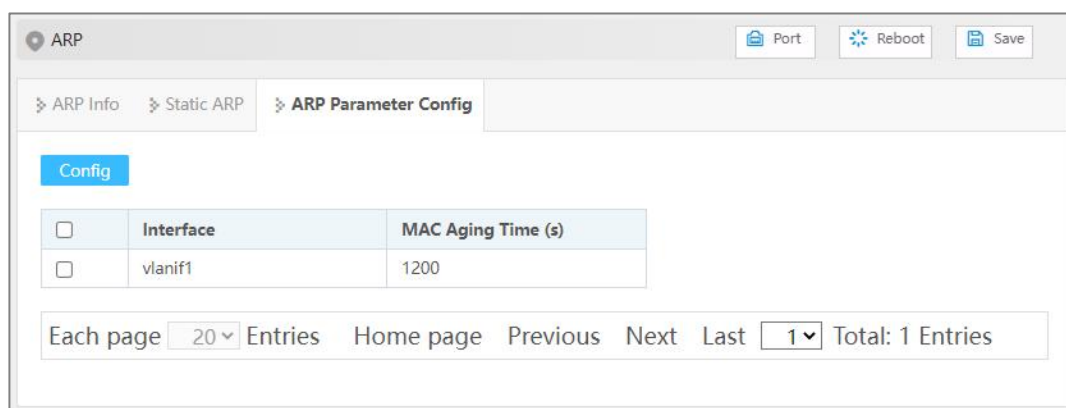 ARP Port Reboot Save
ARP Info Static ARP ARP Parameter Config
Config
Interface MAC Aging Time (s)
vlanif1 1200
Each page 20 Entries Home page Previous Next Last 1 Total: 1 Entries